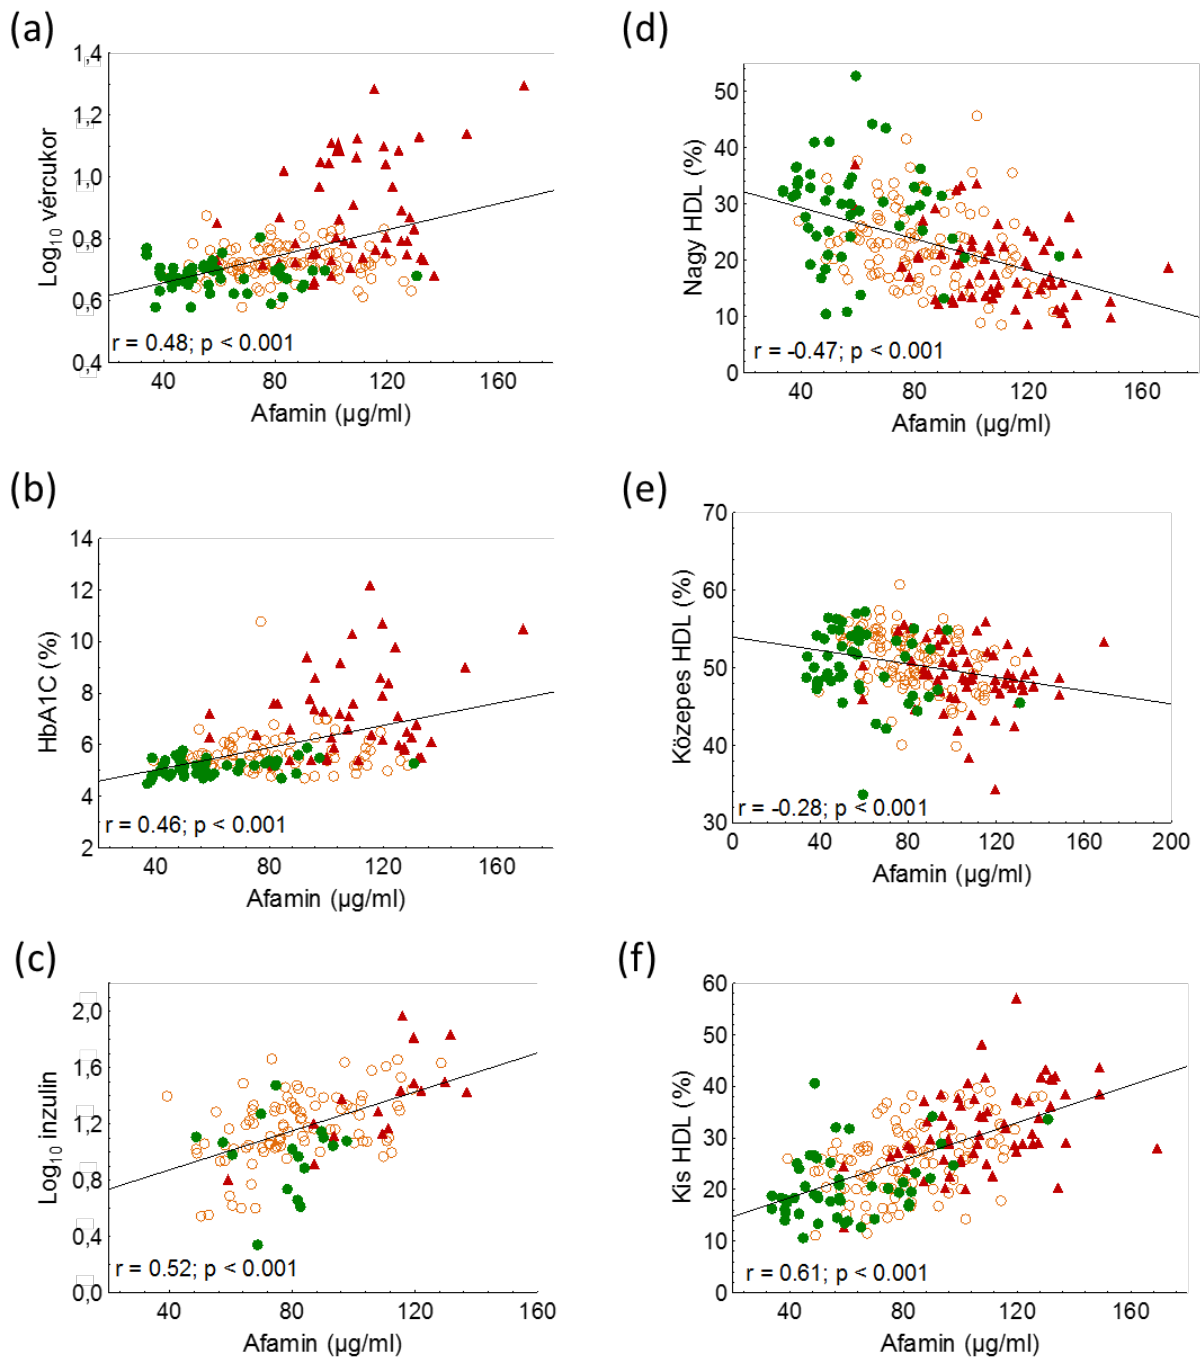 (a)
1,4
1,2
1,0
0,8
0,6
0,4
Log10 vércukor
r = 0.48; p < 0.001
40 80 120 160
Afamin (µg/ml)
(b)
14
12
10
8
6
4
2
HbA1C (%)
r = 0.46; p < 0.001
40 80 120 160
Afamin (µg/ml)
(c)
2,0
1,6
1,2
0,8
0,4
0,0
Log10 inzulin
r = 0.52; p < 0.001
40 80 120 160
Afamin (µg/ml)
(d)
50
40
30
20
10
0
Nagy HDL (%)
r = -0.47; p < 0.001
40 80 120 160
Afamin (µg/ml)
(e)
70
60
50
40
30
Közepes HDL (%)
r = -0.28; p < 0.001
0 40 80 120 160 200
Afamin (µg/ml)
(f)
60
50
40
30
20
10
0
Kis HDL (%)
r = 0.61; p < 0.001
40 80 120 160
Afamin (µg/ml)